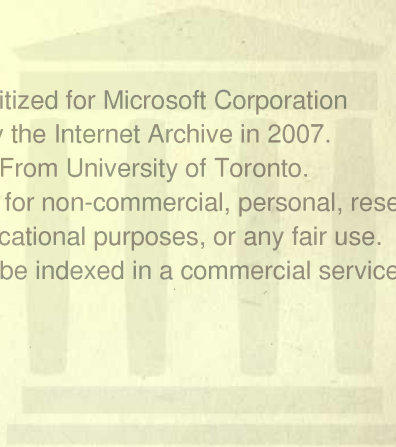 itized for Microsoft Corporation
y the Internet Archive in 2007.
From University of Toronto.
for non-commercial, personal, rese
cational purposes, or any fair use.
be indexed in a commercial service